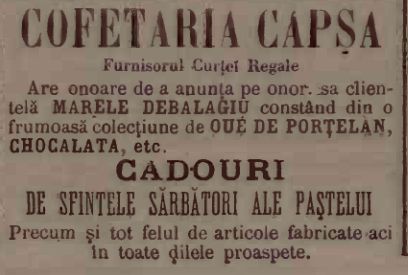 COFETARIA CAPȘA
Furnisorul Curței Regale
Are onoare de a anunța pe onor. sa clien-
telă MARELE DEBALAGIU constând din o
frumoasă colecțiune de OUĚ DE PORȚELAN,
CHOCALATA, etc.
CADOURI
DE SFINTELE SĂRBĂTORI ALE PAȘTELUI
Precum și tot felul de articole fabricate aci
în toate dilele proaspete.